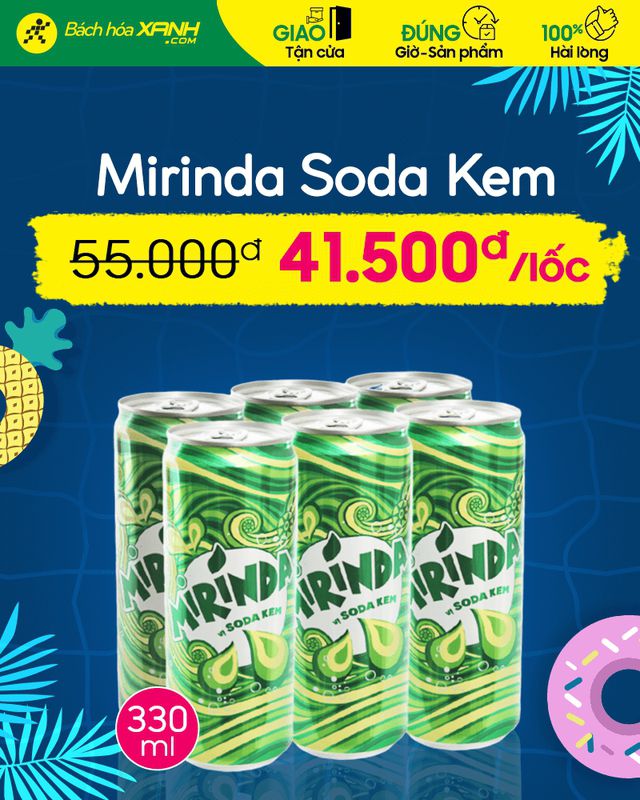 Bách hóa XANH
.COM
GIAO
Tận cửa
ĐÚNG
Giờ-Sản phẩm
100%
Hài lòng
Mirinda Soda Kem
55.000đ 41.500đ/lốc
MIRINDA
VỊ SODA KEM
MIRINDA
VỊ SODA KEM
MIRINDA
VỊ SODA KEM
330
ml